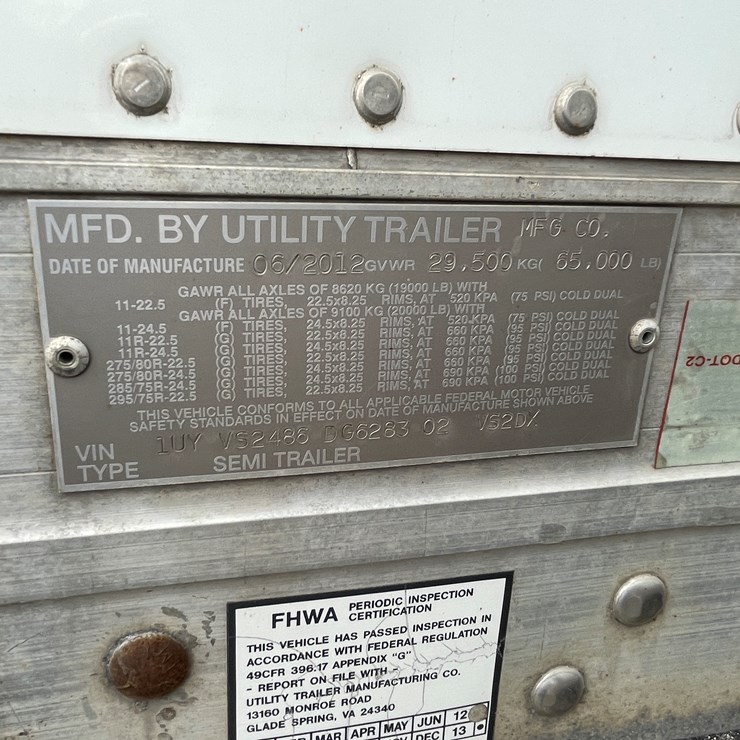 MFD. BY UTILITY TRAILER MFG CO.
DATE OF MANUFACTURE 06/2012 GVWR 29,500 KG( 65,000 LB)
GAWR ALL AXLES OF 8620 KG (19000 LB) WITH
11-22.5 (F) TIRES, 22.5x8.25 RIMS, AT 520 KPA (75 PSI) COLD DUAL
GAWR ALL AXLES OF 9100 KG (20000 LB) WITH
11-24.5 (F) TIRES, 24.5x8.25 RIMS, AT 520 KPA (75 PSI) COLD DUAL
11R-22.5 (G) TIRES, 22.5x8.25 RIMS, AT 660 KPA (95 PSI) COLD DUAL
11R-24.5 (G) TIRES, 24.5x8.25 RIMS, AT 660 KPA (95 PSI) COLD DUAL
275/80R-22.5 (G) TIRES, 22.5x8.25 RIMS, AT 660 KPA (95 PSI) COLD DUAL
275/80R-24.5 (G) TIRES, 24.5x8.25 RIMS, AT 660 KPA (95 PSI) COLD DUAL
285/75R-24.5 (G) TIRES, 24.5x8.25 RIMS, AT 690 KPA (100 PSI) COLD DUAL
295/75R-22.5 (G) TIRES, 22.5x8.25 RIMS, AT 690 KPA (100 PSI) COLD DUAL
THIS VEHICLE CONFORMS TO ALL APPLICABLE FEDERAL MOTOR VEHICLE
SAFETY STANDARDS IN EFFECT ON DATE OF MANUFACTURE SHOWN ABOVE
VIN 1UY VS2486 DG6283 02 VS2DX
TYPE SEMI TRAILER
DOT-C2
FHWA PERIODIC INSPECTION
CERTIFICATION
THIS VEHICLE HAS PASSED INSPECTION IN
ACCORDANCE WITH FEDERAL REGULATION
49CFR 396.17 APPENDIX "G"
- REPORT ON FILE WITH -
UTILITY TRAILER MANUFACTURING CO.
13160 MONROE ROAD
GLADE SPRING, VA 24340
MAR APR MAY JUN 12
DEC 13